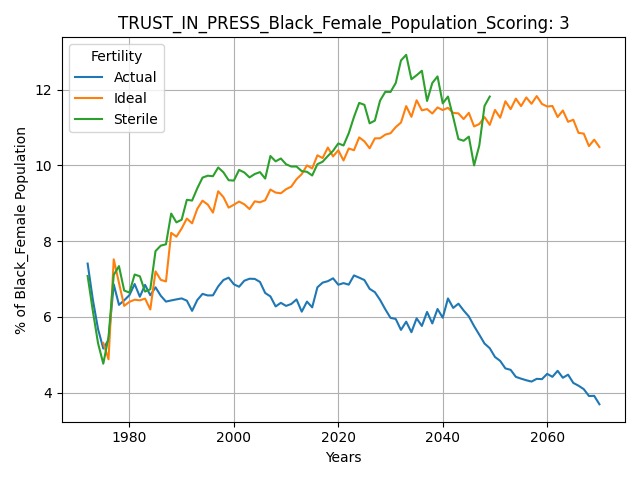 TRUST_IN_PRESS_Black_Female_Population_Scoring: 3
Fertility
Actual
Ideal
Sterile
% of Black_Female Population
12
10
8
6
4
1980
2000
2020
2040
2060
Years